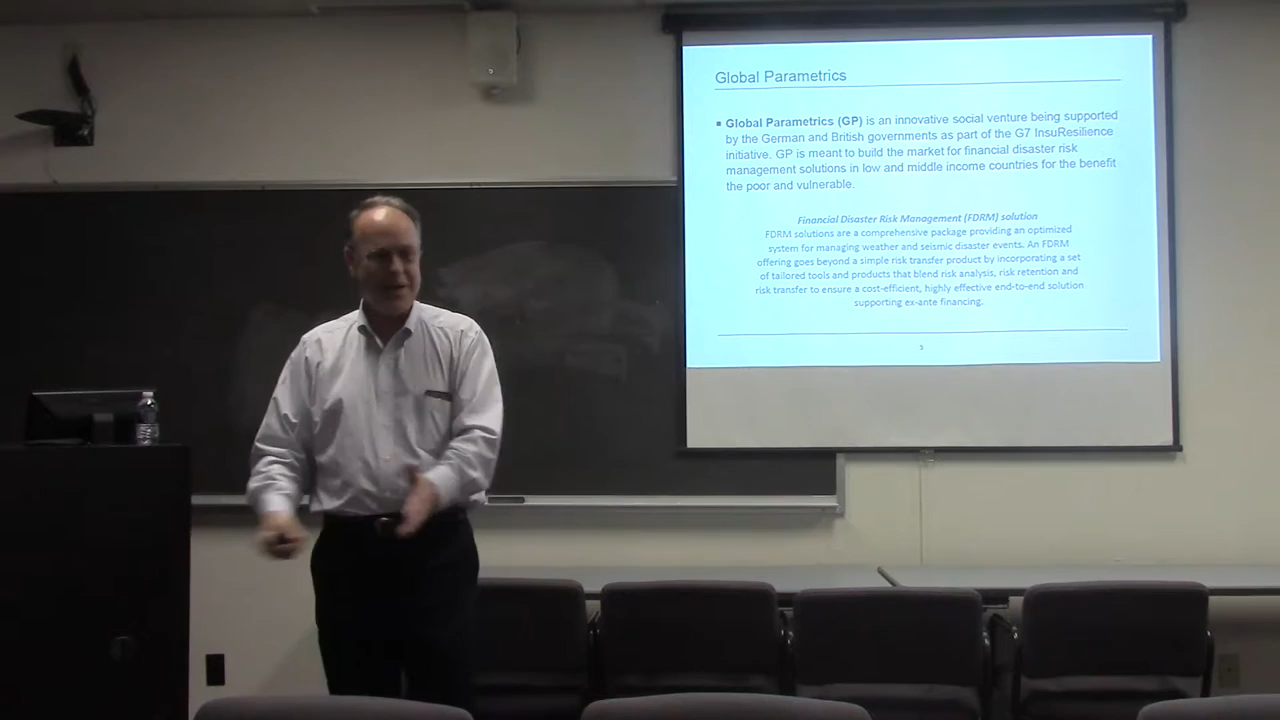 Global Parametrics
▪ Global Parametrics (GP) is an innovative social venture being supported
by the German and British governments as part of the G7 InsuResilience
initiative. GP is meant to build the market for financial disaster risk
management solutions in low and middle income countries for the benefit
the poor and vulnerable.
Financial Disaster Risk Management (FDRM) solution
FDRM solutions are a comprehensive package providing an optimized
system for managing weather and seismic disaster events. An FDRM
offering goes beyond a simple risk transfer product by incorporating a set
of tailored tools and products that blend risk analysis, risk retention and
risk transfer to ensure a cost-efficient, highly effective end-to-end solution
supporting ex-ante financing.